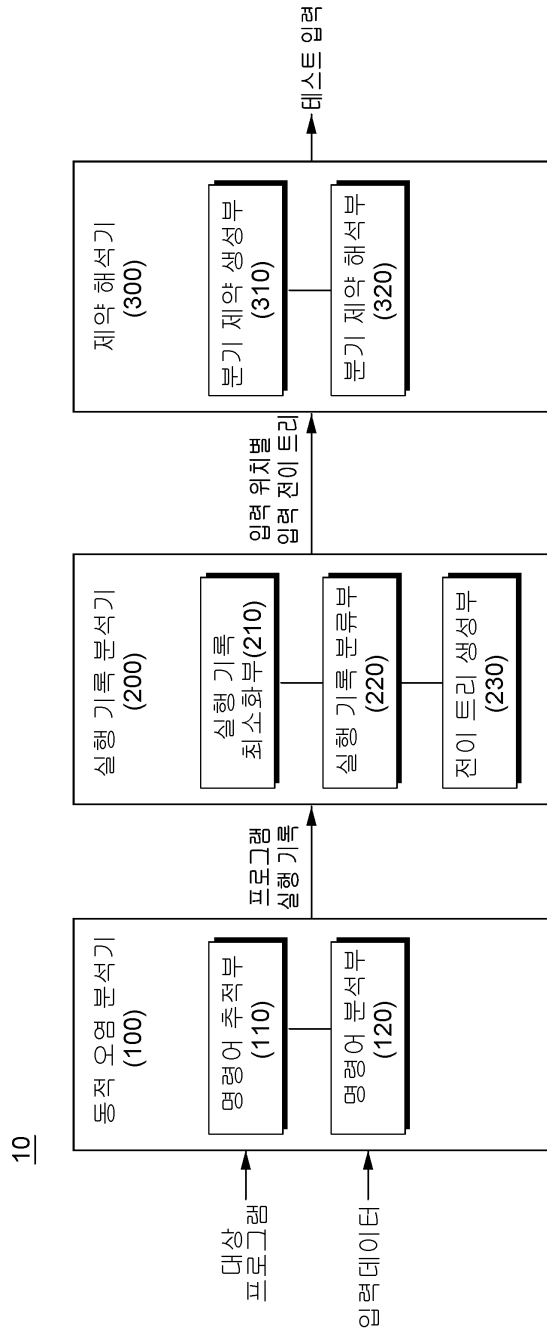 10
대상
프로그램
입력데이터
동적 오염 분석기
(100)
명령어 추적부
(110)
명령어 분석부
(120)
프로그램
실행 기록
실행 기록 분석기
(200)
실행 기록
최소화부(210)
실행 기록 분류부
(220)
전이 트리 생성부
(230)
입력 위치별
입력 전이 트리
제약 해석기
(300)
분기 제약 생성부
(310)
분기 제약 해석부
(320)
테스트 입력